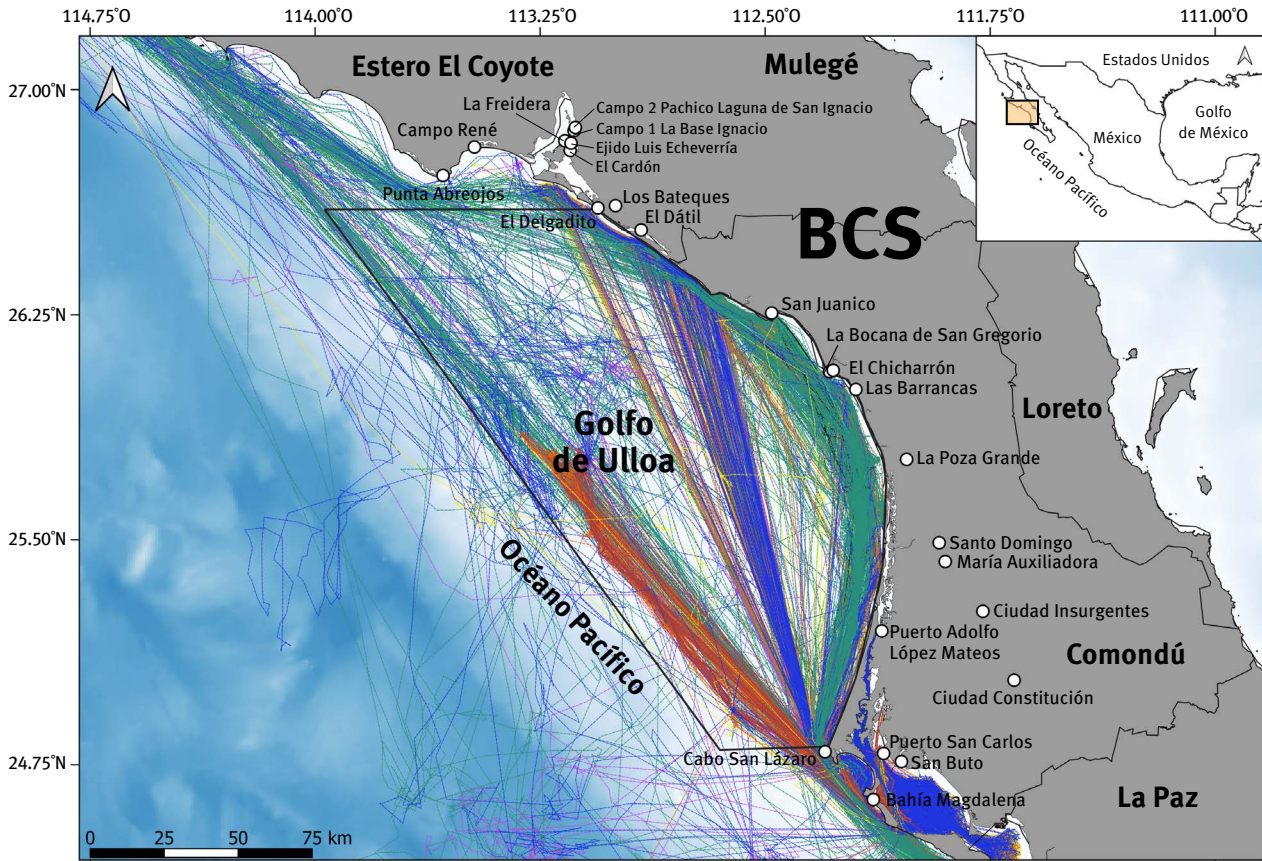 114.75°O
114.00°O
113.25°O
112.50°O
111.75°O
111.00°O
27.00°N
26.25°N
25.50°N
24.75°N
Estero El Coyote
Mulegé
Estados Unidos
Golfo
de México
México
Océano Pacífico
La Freidera
Campo 2 Pachico Laguna de San Ignacio
Campo René
Campo 1 La Base Ignacio
Ejido Luis Echeverría
El Cardón
Punta Abreojos
Los Bateques
El Delgadito
El Dátil
BCS
San Juanico
La Bocana de San Gregorio
El Chicharrón
Las Barrancas
Loreto
Golfo
de Ulloa
La Poza Grande
Océano Pacífico
Santo Domingo
María Auxiliadora
Ciudad Insurgentes
Puerto Adolfo
López Mateos
Comondú
Ciudad Constitución
Cabo San Lázaro
Puerto San Carlos
San Buto
Bahía Magdalena
La Paz
0 25 50 75 km